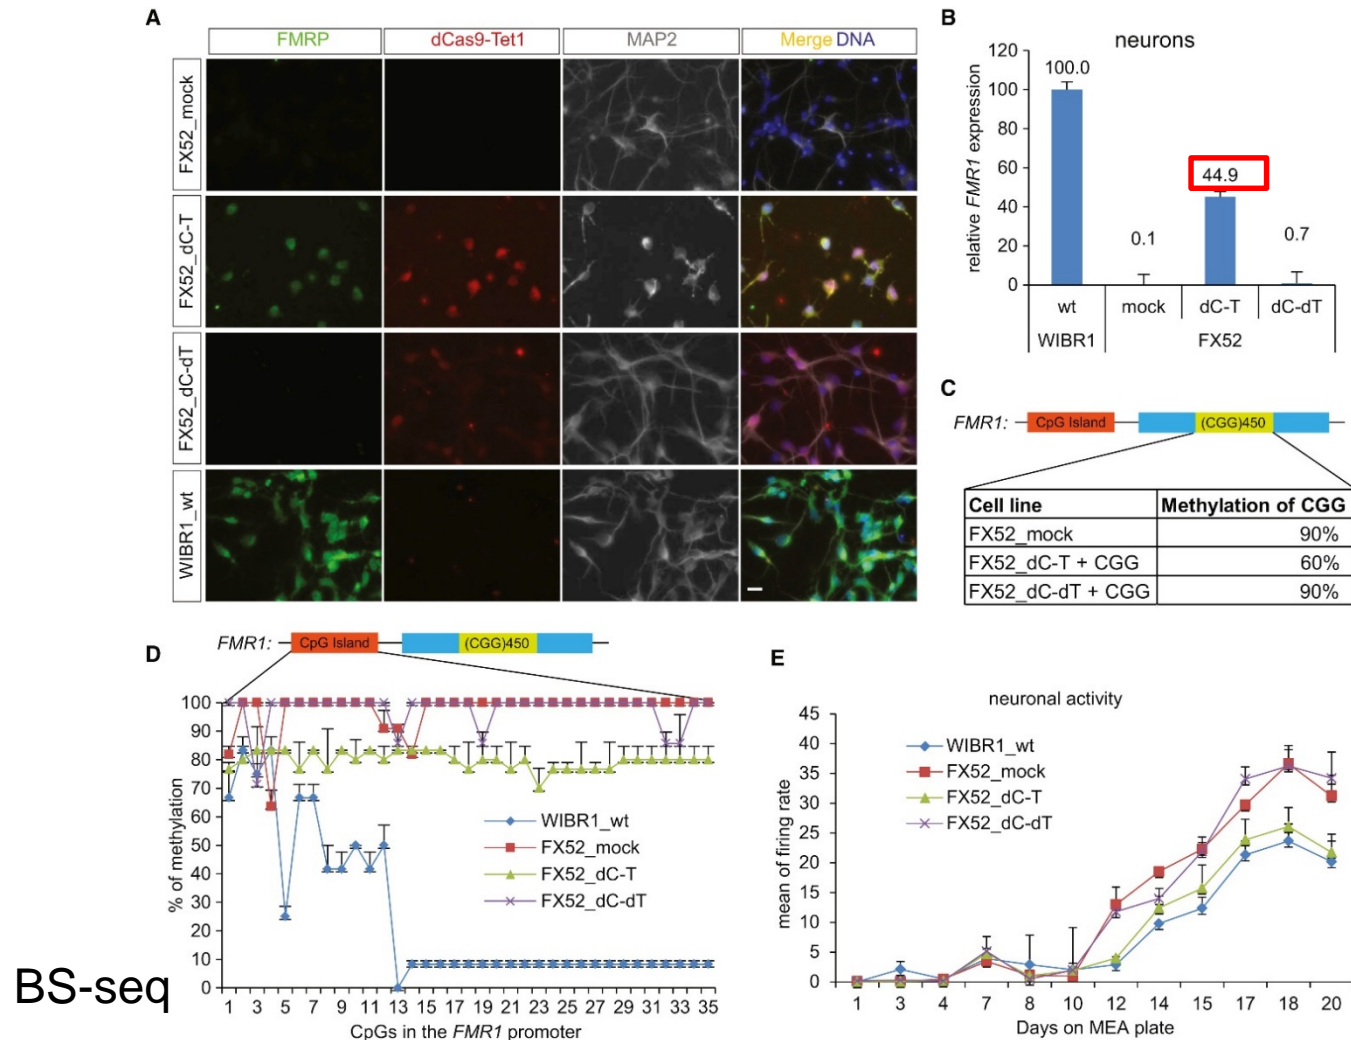 A
FMRP dCas9-Tet1 MAP2 Merge DNA
FX52_mock
FX52_dC-T
FX52_dC-dT
WIBR1_wt
B
neurons
relative FMR1 expression
120
100
80
60
40
20
0
100.0
0.1
44.9
0.7
wt mock dC-T dC-dT
WIBR1 FX52
C
FMR1: CpG Island (CGG)450
Cell line Methylation of CGG
FX52_mock 90%
FX52_dC-T + CGG 60%
FX52_dC-dT + CGG 90%
D
FMR1: CpG Island (CGG)450
% of methylation
100
90
80
70
60
50
40
30
20
10
0
WIBR1_wt
FX52_mock
FX52_dC-T
FX52_dC-dT
1 3 5 7 9 11 13 15 17 19 21 23 25 27 29 31 33 35
CpGs in the FMR1 promoter
BS-seq
E
neuronal activity
mean of firing rate
45
40
35
30
25
20
15
10
5
0
WIBR1_wt
FX52_mock
FX52_dC-T
FX52_dC-dT
1 3 4 7 8 10 12 14 15 17 18 20
Days on MEA plate